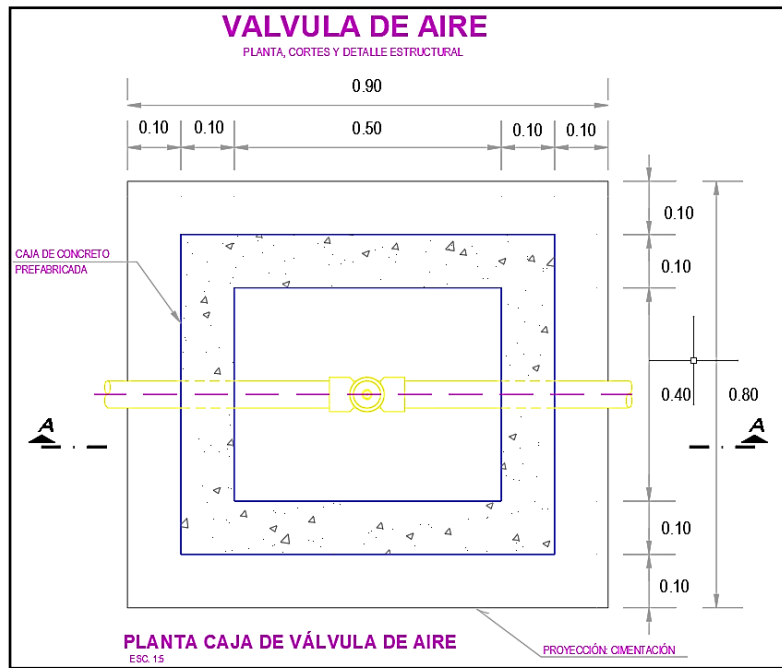 VALVULA DE AIRE
PLANTA, CORTES Y DETALLE ESTRUCTURAL
0.90
0.10 0.10 0.50 0.10 0.10
0.10
CAJA DE CONCRETO
PREFABRICADA
0.10
0.40 0.80
A A
0.10
0.10
PLANTA CAJA DE VÁLVULA DE AIRE
ESC. 1:5
PROYECCIÓN: CIMENTACIÓN